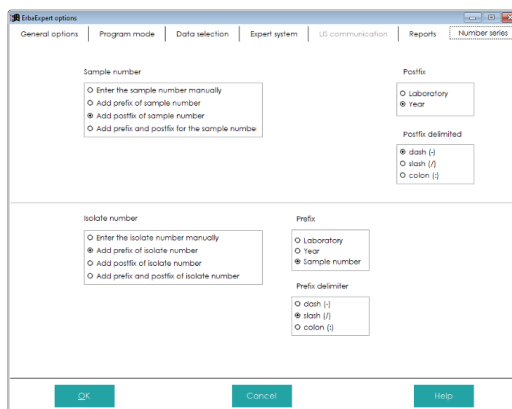 ErbaExpert options
General options Program mode Data selection Expert system LIS communication Reports Number series
Sample number Postfix
Enter the sample number manually
Add prefix of sample number
Add postfix of sample number
Add prefix and postfix for the sample numbe
Laboratory
Year
Postfix delimited
dash (-)
slash (/)
colon (:)
Isolate number Prefix
Enter the isolate number manually
Add prefix of isolate number
Add postfix of isolate number
Add prefix and postfix of isolate number
Laboratory
Year
Sample number
Prefix delimiter
dash (-)
slash (/)
colon (:)
OK Cancel Help